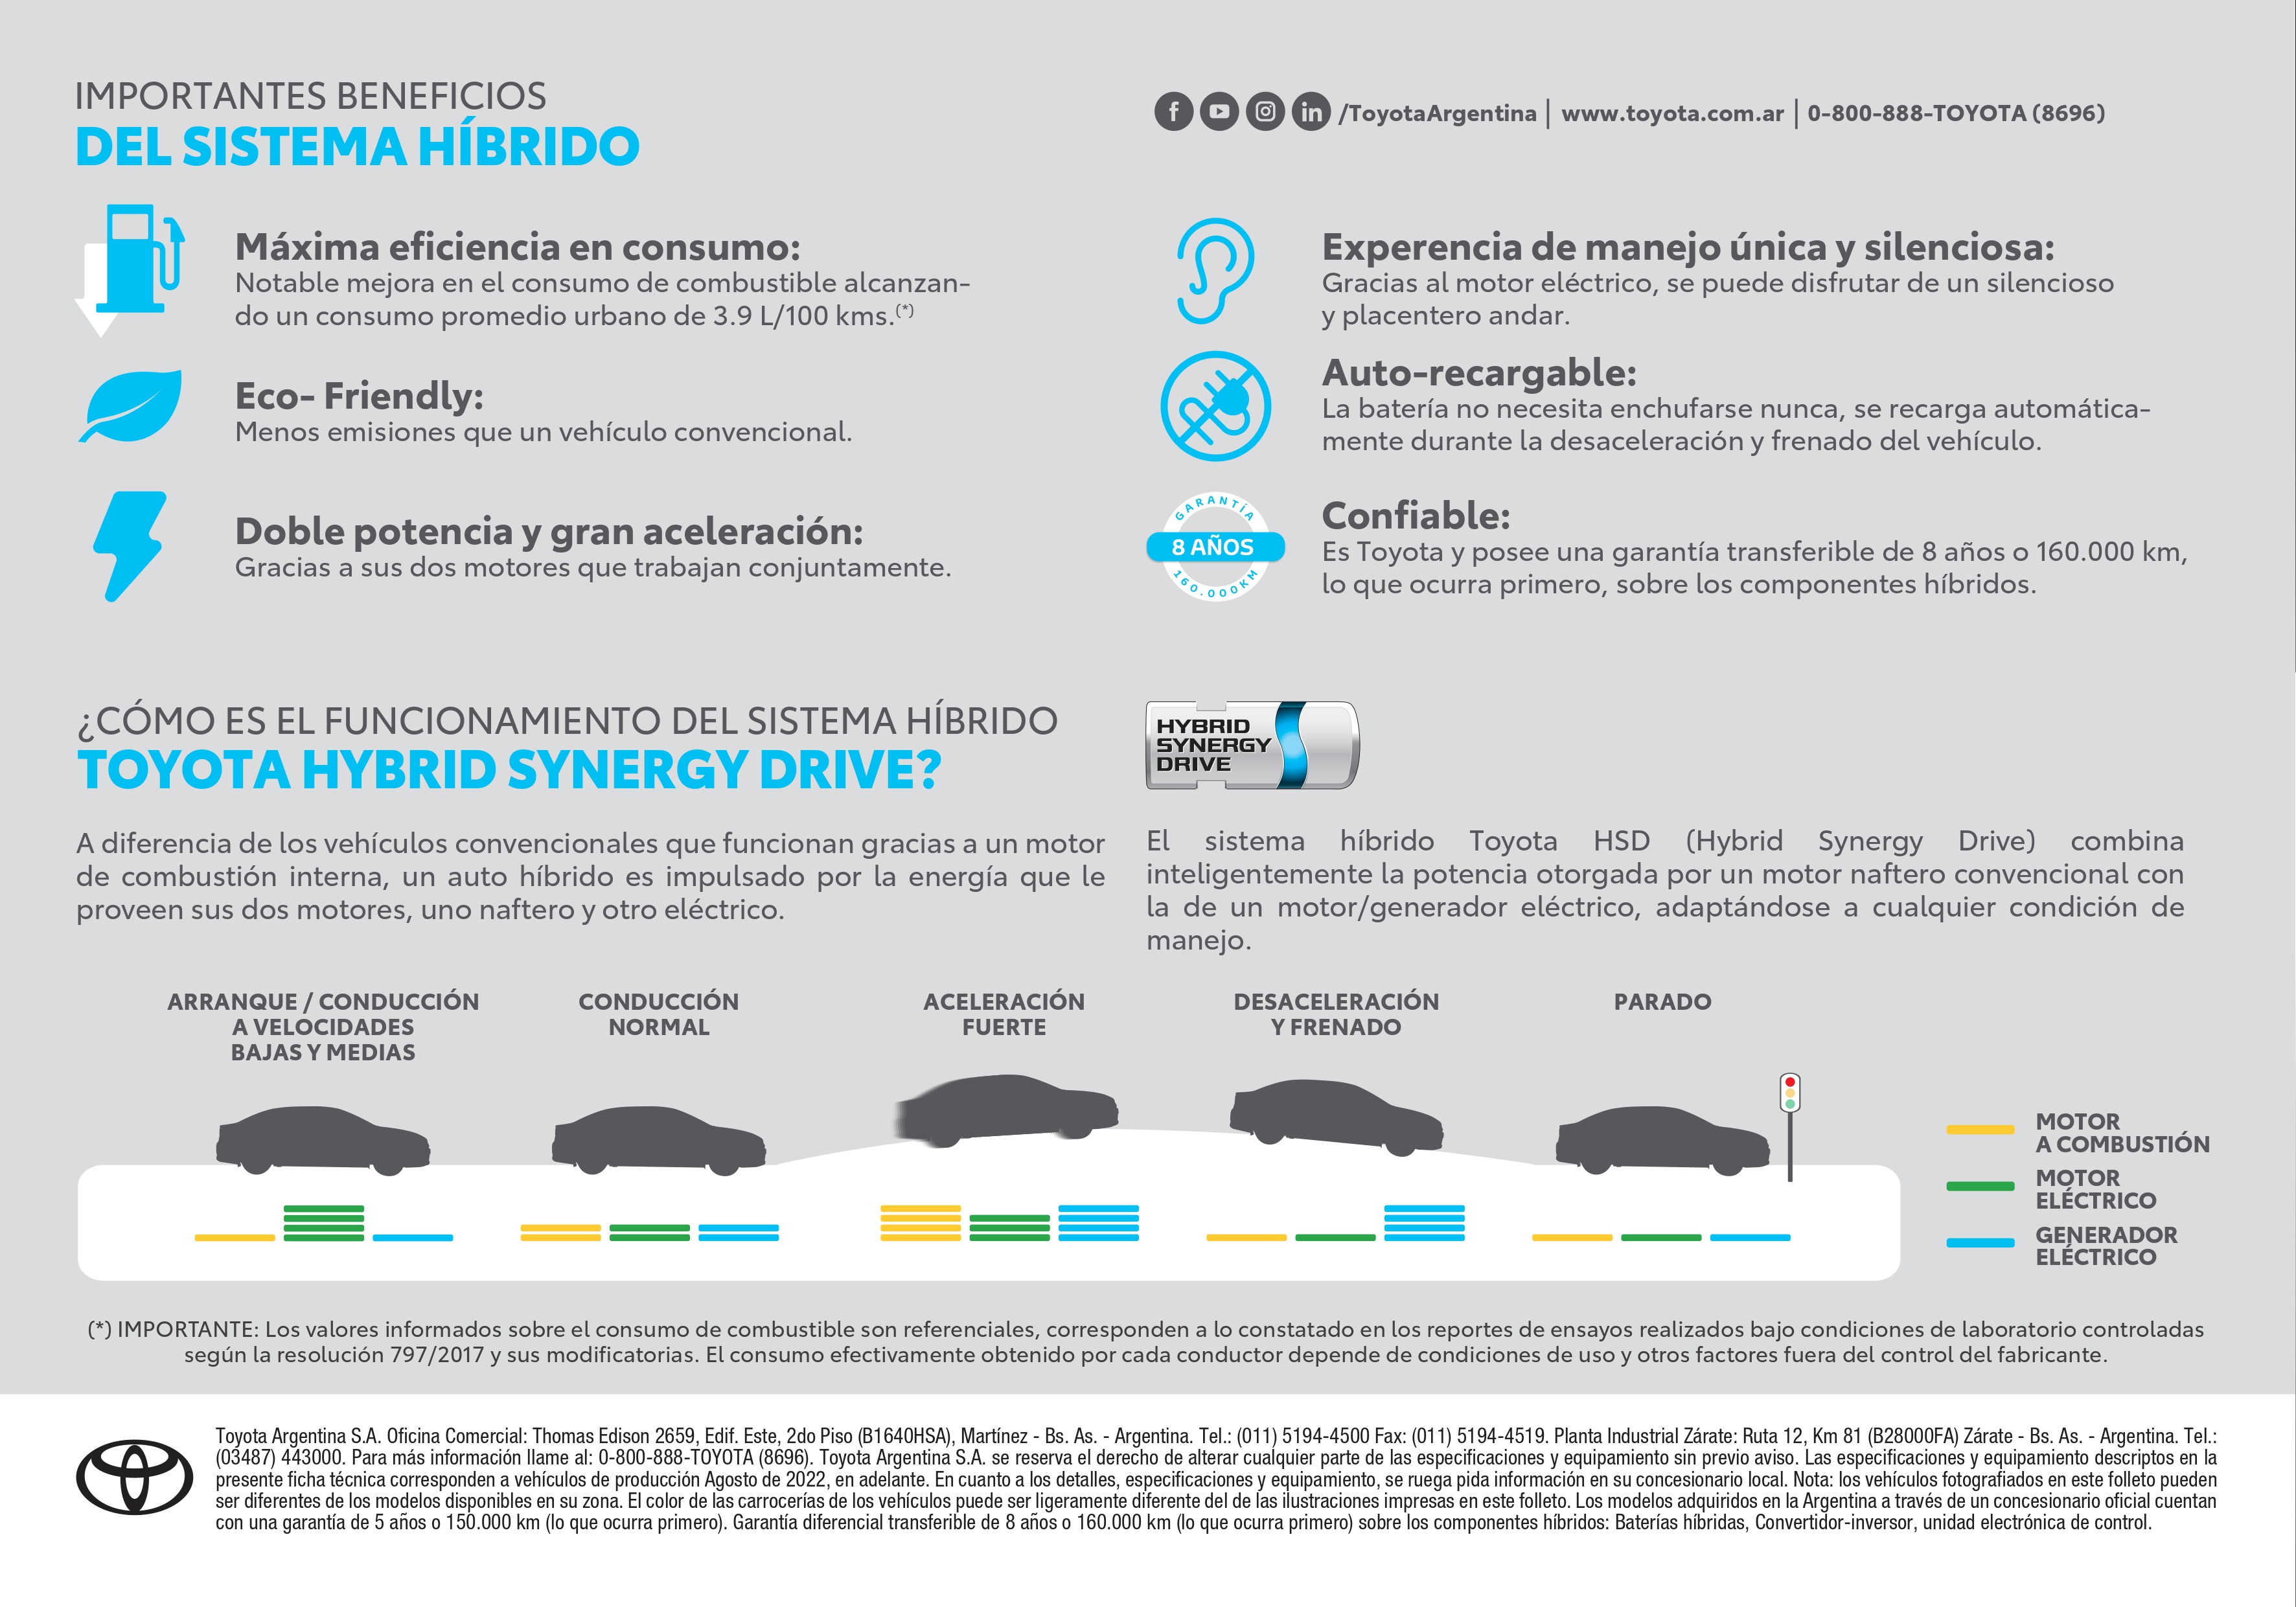 IMPORTANTES BENEFICIOS
DEL SISTEMA HÍBRIDO
/ToyotaArgentina | www.toyota.com.ar | 0-800-888-TOYOTA (8696)
Máxima eficiencia en consumo:
Notable mejora en el consumo de combustible alcanzan-
do un consumo promedio urbano de 3.9 L/100 kms.(*)
Eco- Friendly:
Menos emisiones que un vehículo convencional.
Doble potencia y gran aceleración:
Gracias a sus dos motores que trabajan conjuntamente.
Experencia de manejo única y silenciosa:
Gracias al motor eléctrico, se puede disfrutar de un silencioso
y placentero andar.
Auto-recargable:
La batería no necesita enchufarse nunca, se recarga automática-
mente durante la desaceleración y frenado del vehículo.
GARANTÍA
8 AÑOS
160.000KM
Confiable:
Es Toyota y posee una garantía transferible de 8 años o 160.000 km,
lo que ocurra primero, sobre los componentes híbridos.
¿CÓMO ES EL FUNCIONAMIENTO DEL SISTEMA HÍBRIDO
TOYOTA HYBRID SYNERGY DRIVE?
A diferencia de los vehículos convencionales que funcionan gracias a un motor
de combustión interna, un auto híbrido es impulsado por la energía que le
proveen sus dos motores, uno naftero y otro eléctrico.
HYBRID
SYNERGY
DRIVE
El sistema híbrido Toyota HSD (Hybrid Synergy Drive) combina
inteligentemente la potencia otorgada por un motor naftero convencional con
la de un motor/generador eléctrico, adaptándose a cualquier condición de
manejo.
ARRANQUE / CONDUCCIÓN
A VELOCIDADES
BAJAS Y MEDIAS
CONDUCCIÓN
NORMAL
ACELERACIÓN
FUERTE
DESACELERACIÓN
Y FRENADO
PARADO
MOTOR
A COMBUSTIÓN
MOTOR
ELÉCTRICO
GENERADOR
ELÉCTRICO
(*) IMPORTANTE: Los valores informados sobre el consumo de combustible son referenciales, corresponden a lo constatado en los reportes de ensayos realizados bajo condiciones de laboratorio controladas
según la resolución 797/2017 y sus modificatorias. El consumo efectivamente obtenido por cada conductor depende de condiciones de uso y otros factores fuera del control del fabricante.
Toyota Argentina S.A. Oficina Comercial: Thomas Edison 2659, Edif. Este, 2do Piso (B1640HSA), Martínez - Bs. As. - Argentina. Tel.: (011) 5194-4500 Fax: (011) 5194-4519. Planta Industrial Zárate: Ruta 12, Km 81 (B28000FA) Zárate - Bs. As. - Argentina. Tel.:
(03487) 443000. Para más información llame al: 0-800-888-TOYOTA (8696). Toyota Argentina S.A. se reserva el derecho de alterar cualquier parte de las especificaciones y equipamiento sin previo aviso. Las especificaciones y equipamiento descriptos en la
presente ficha técnica corresponden a vehículos de producción Agosto de 2022, en adelante. En cuanto a los detalles, especificaciones y equipamiento, se ruega pida información en su concesionario local. Nota: los vehículos fotografiados en este folleto pueden
ser diferentes de los modelos disponibles en su zona. El color de las carrocerías de los vehículos puede ser ligeramente diferente del de las ilustraciones impresas en este folleto. Los modelos adquiridos en la Argentina a través de un concesionario oficial cuentan
con una garantía de 5 años o 150.000 km (lo que ocurra primero). Garantía diferencial transferible de 8 años o 160.000 km (lo que ocurra primero) sobre los componentes híbridos: Baterías híbridas, Convertidor-inversor, unidad electrónica de control.